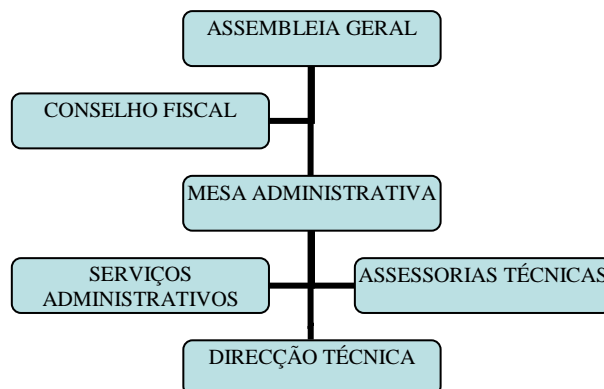 ASSEMBLEIA GERAL
CONSELHO FISCAL
MESA ADMINISTRATIVA
SERVIÇOS
ADMINISTRATIVOS
ASSESSORIAS TÉCNICAS
DIRECÇÃO TÉCNICA